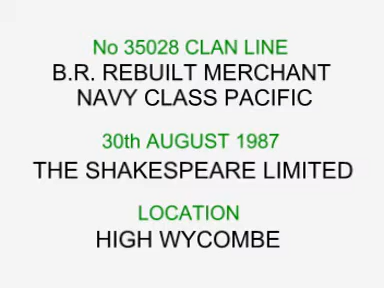 No 35028 CLAN LINE
B.R. REBUILT MERCHANT
NAVY CLASS PACIFIC
30th AUGUST 1987
THE SHAKESPEARE LIMITED
LOCATION
HIGH WYCOMBE